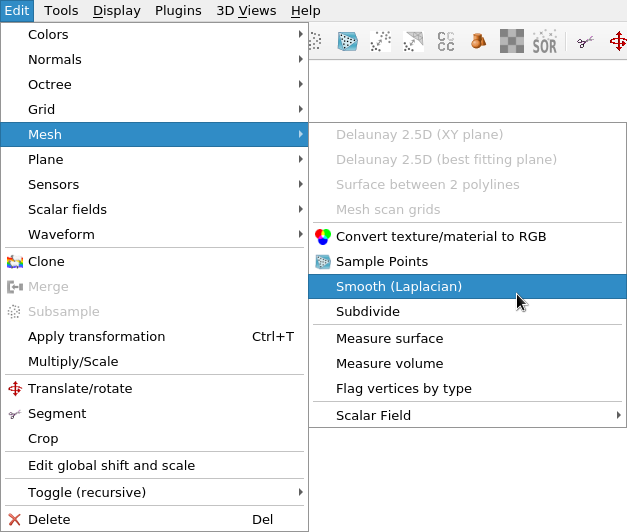 Edit Tools Display Plugins 3D Views Help
CC CC CC SOR
Colors
Normals
Octree
Grid
Mesh
Plane
Sensors
Scalar fields
Waveform
Clone
Merge
Subsample
Apply transformation Ctrl+T
Multiply/Scale
Translate/rotate
Segment
Crop
Edit global shift and scale
Toggle (recursive)
Delete Del
Delaunay 2.5D (XY plane)
Delaunay 2.5D (best fitting plane)
Surface between 2 polylines
Mesh scan grids
Convert texture/material to RGB
Sample Points
Smooth (Laplacian)
Subdivide
Measure surface
Measure volume
Flag vertices by type
Scalar Field